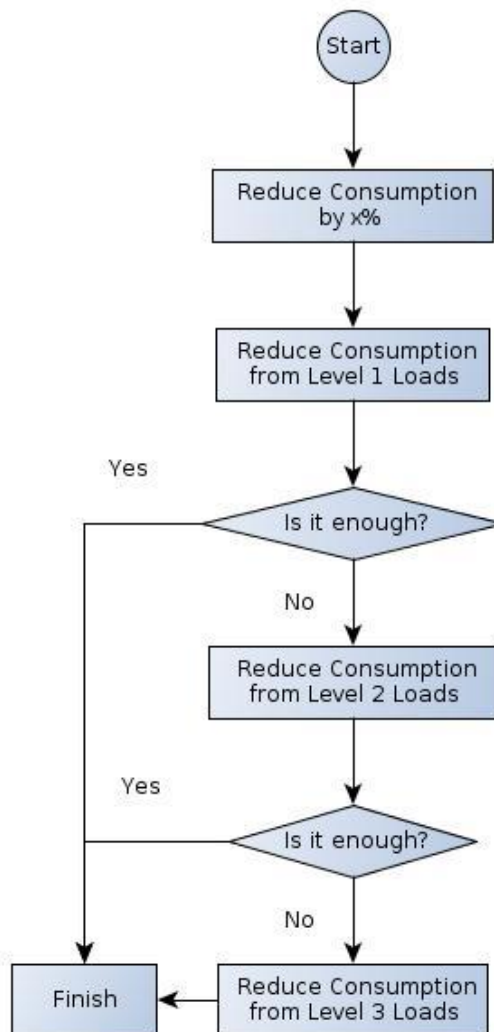 Start
Reduce Consumption
by x%
Reduce Consumption
from Level 1 Loads
Yes
Is it enough?
No
Reduce Consumption
from Level 2 Loads
Yes
Is it enough?
No
Finish
Reduce Consumption
from Level 3 Loads